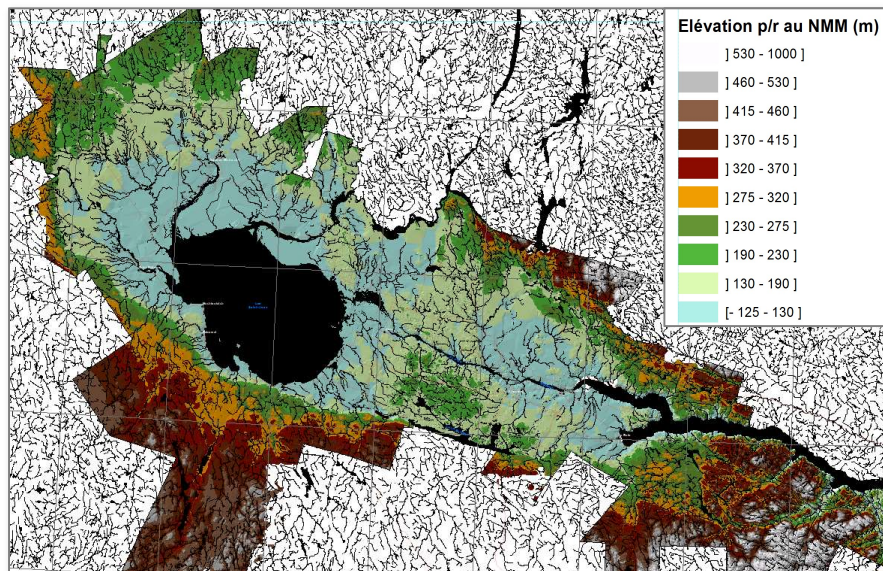 Elévation p/r au NMM (m)
] 530 - 1000 ]
] 460 - 530 ]
] 415 - 460 ]
] 370 - 415 ]
] 320 - 370 ]
] 275 - 320 ]
] 230 - 275 ]
] 190 - 230 ]
] 130 - 190 ]
[- 125 - 130 ]